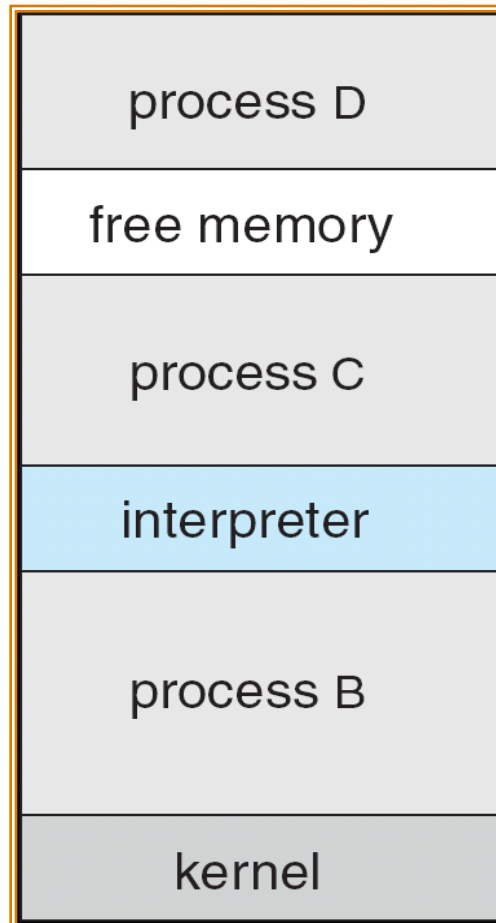 process D
free memory
process C
interpreter
process B
kernel